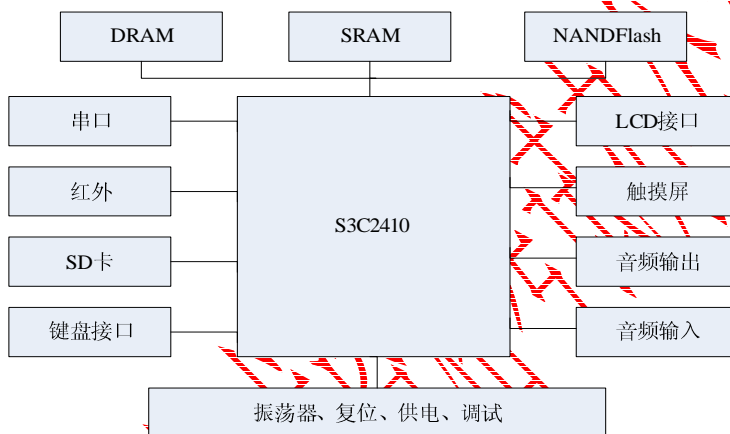 DRAM
SRAM
NANDFlash
串口
LCD接口
红外
触摸屏
S3C2410
SD卡
音频输出
键盘接口
音频输入
振荡器、复位、供电、调试